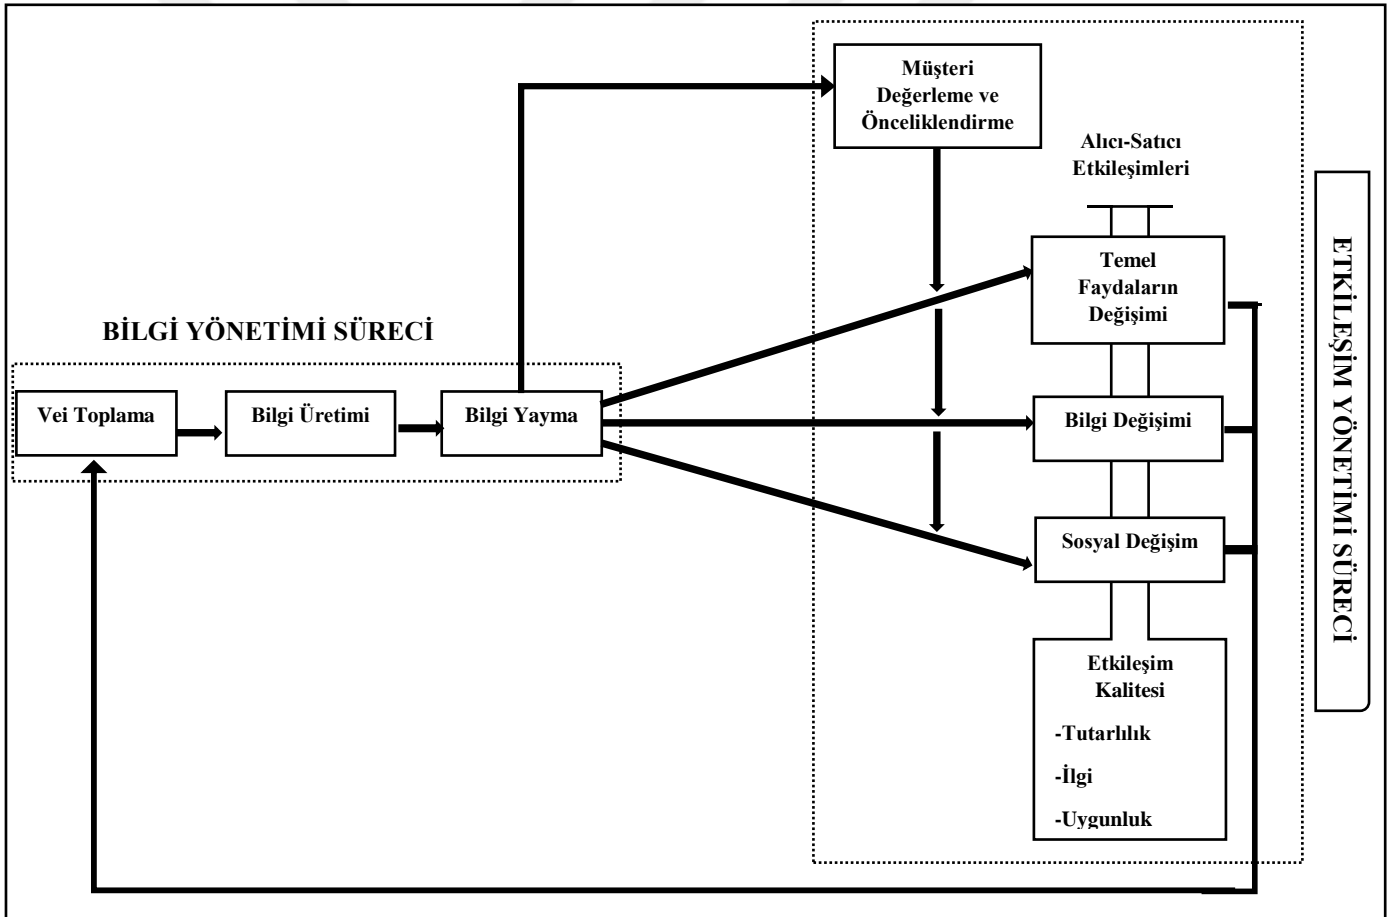 Müşteri
Değerleme ve
Önceliklendirme
Alıcı-Satıcı
Etkileşimleri
Temel
Faydaların
Değişimi
BİLGİ YÖNETİMİ SÜRECİ
Vei Toplama
Bilgi Üretimi
Bilgi Yayma
Bilgi Değişimi
Sosyal Değişim
Etkileşim
Kalitesi
-Tutarlılık
-İlgi
-Uygunluk
ETKİLEŞİM YÖNETİMİ SÜRECİ